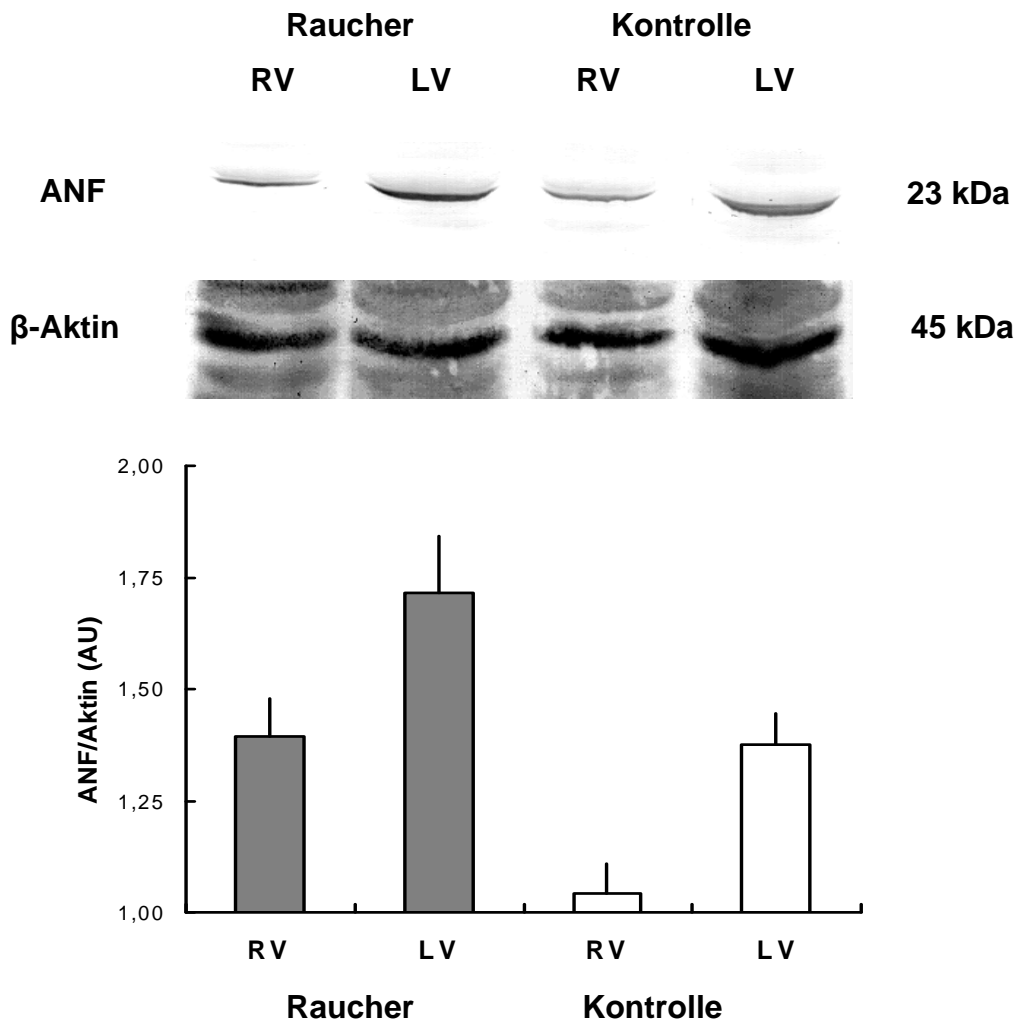 Raucher Kontrolle
RV LV RV LV
ANF 23 kDa
β-Aktin 45 kDa
2,00
1,75
1,50
1,25
1,00
ANF/Aktin (AU)
RV LV RV LV
Raucher Kontrolle